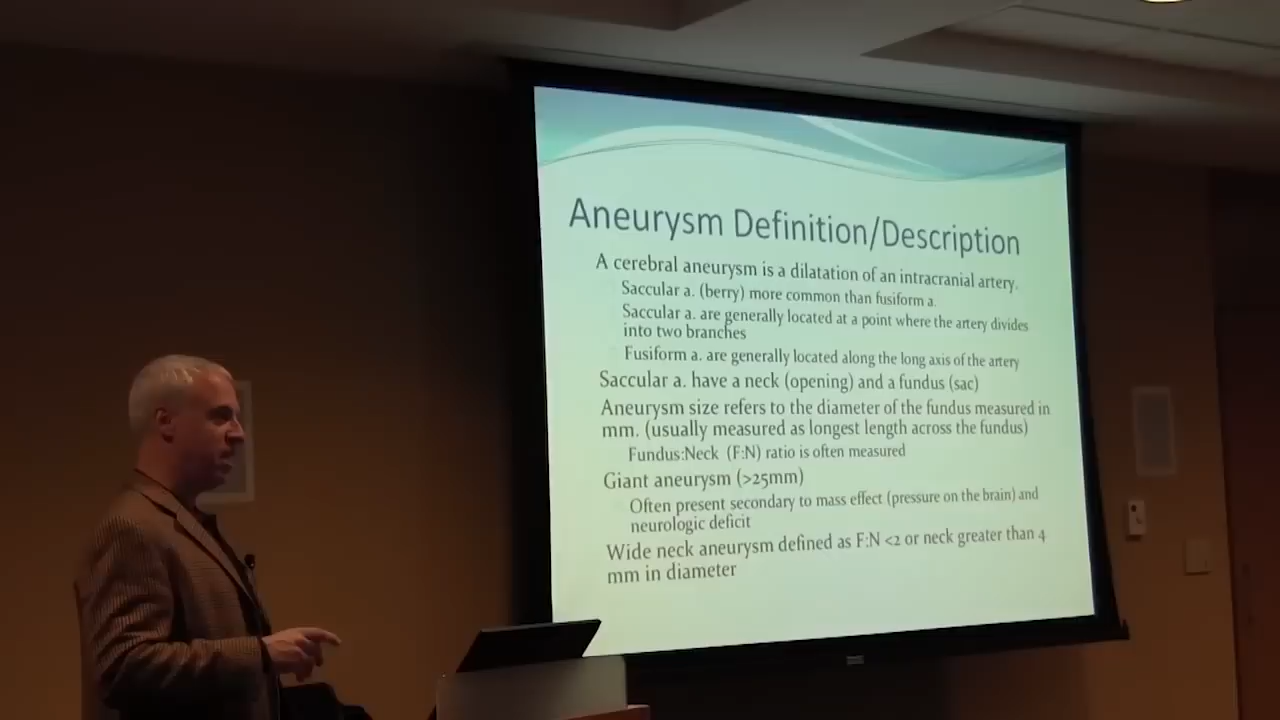 Aneurysm Definition/Description
A cerebral aneurysm is a dilatation of an intracranial artery.
Saccular a. (berry) more common than fusiform a.
Saccular a. are generally located at a point where the artery divides
into two branches
Fusiform a. are generally located along the long axis of the artery
Saccular a. have a neck (opening) and a fundus (sac)
Aneurysm size refers to the diameter of the fundus measured in
mm. (usually measured as longest length across the fundus)
Fundus:Neck (F:N) ratio is often measured
Giant aneurysm (>25mm)
Often present secondary to mass effect (pressure on the brain) and
neurologic deficit
Wide neck aneurysm defined as F:N <2 or neck greater than 4
mm in diameter